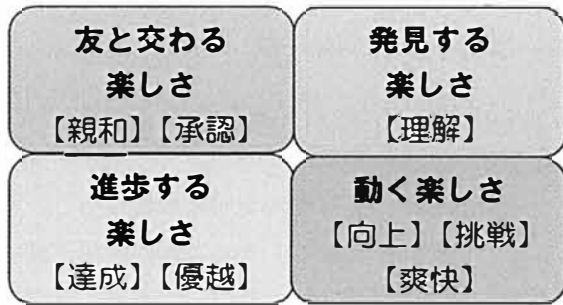 友と交わる
楽しさ
【親和】【承認】
発見する
楽しさ
【理解】
進歩する
楽しさ
【達成】【優越】
動く楽しさ
【向上】【挑戦】
【爽快】